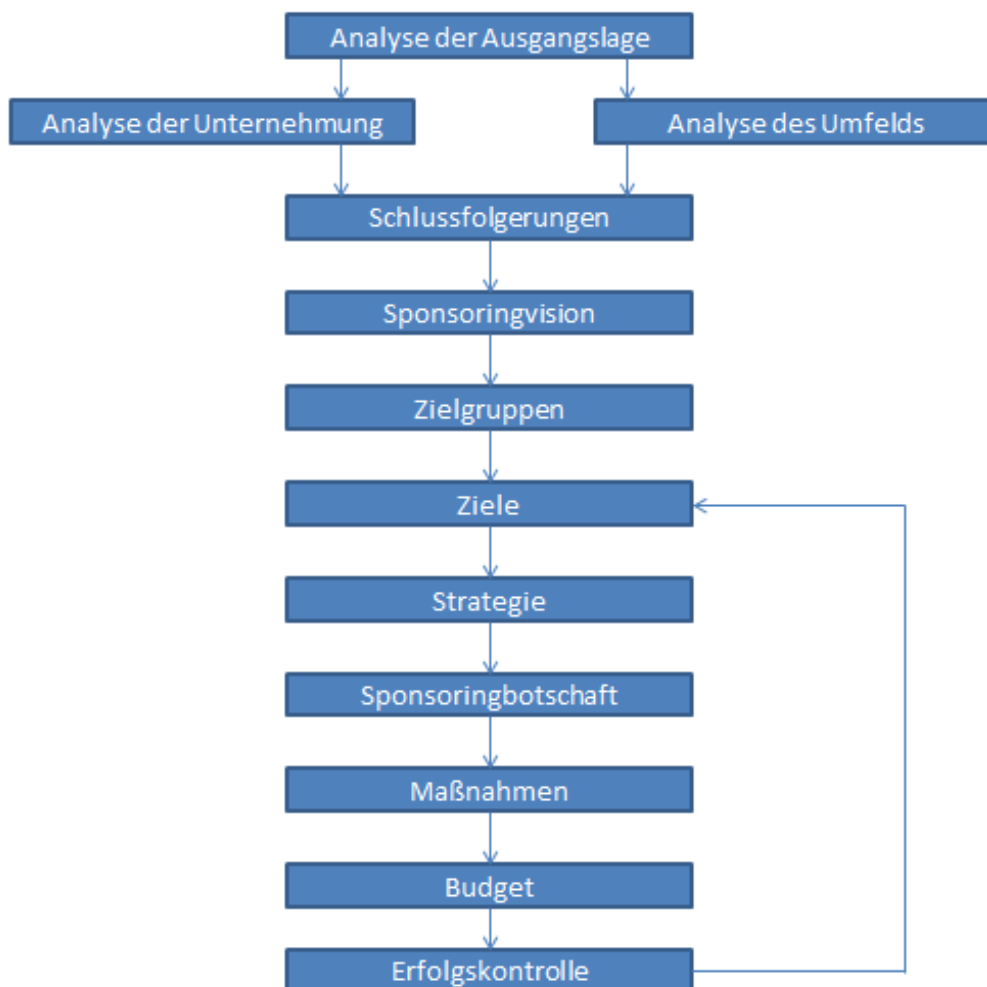 Analyse der Ausgangslage
Analyse der Unternehmung
Analyse des Umfelds
Schlussfolgerungen
Sponsoringvision
Zielgruppen
Ziele
Strategie
Sponsoringbotschaft
Maßnahmen
Budget
Erfolgskontrolle